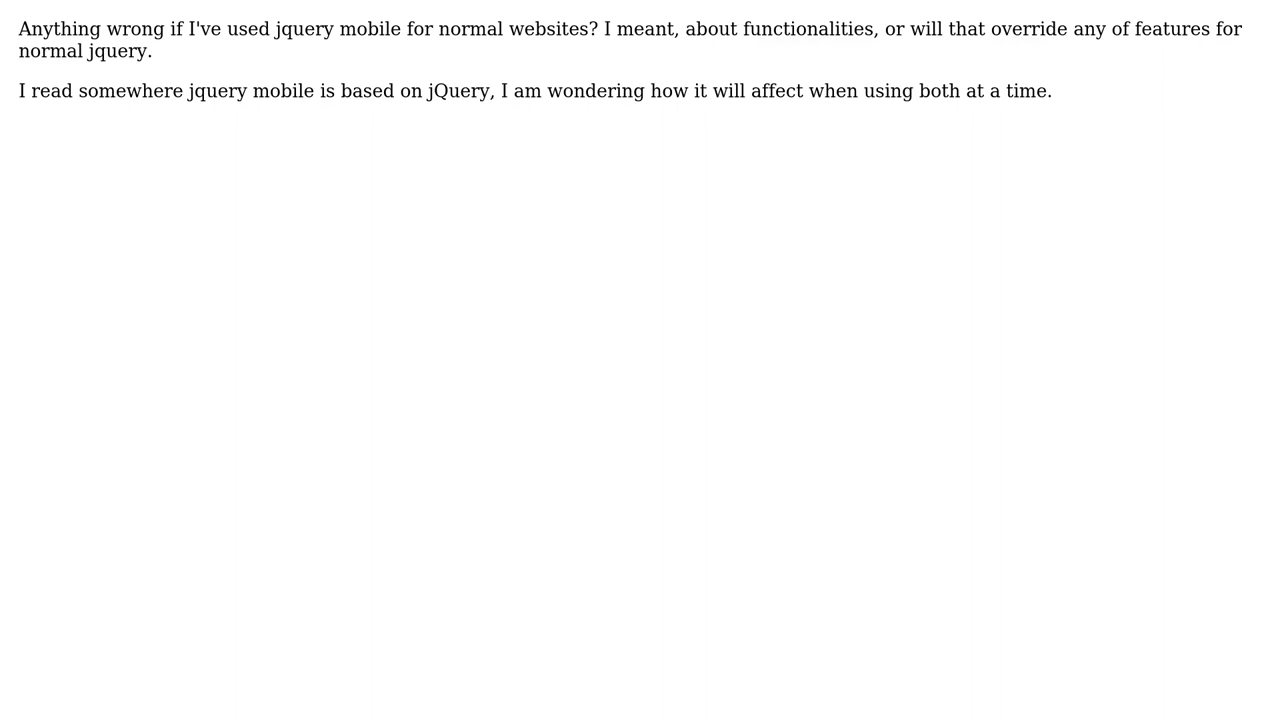 Anything wrong if I've used jquery mobile for normal websites? I meant, about functionalities, or will that override any of features for
normal jquery.
I read somewhere jquery mobile is based on jQuery, I am wondering how it will affect when using both at a time.